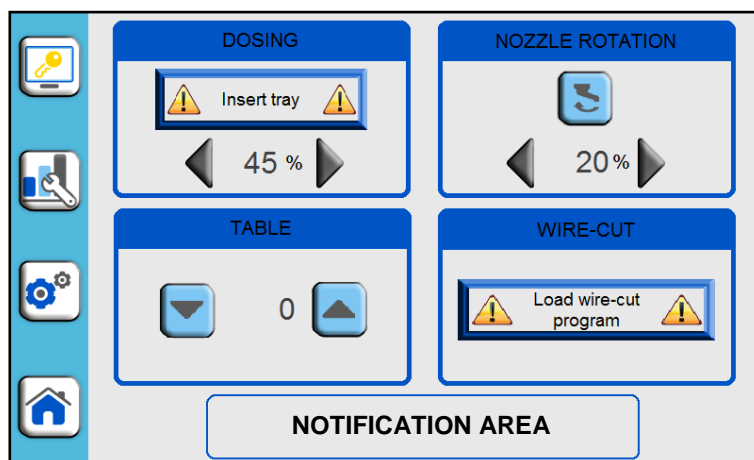 DOSING
Insert tray
45 %
NOZZLE ROTATION
20 %
TABLE
0
WIRE-CUT
Load wire-cut
program
NOTIFICATION AREA